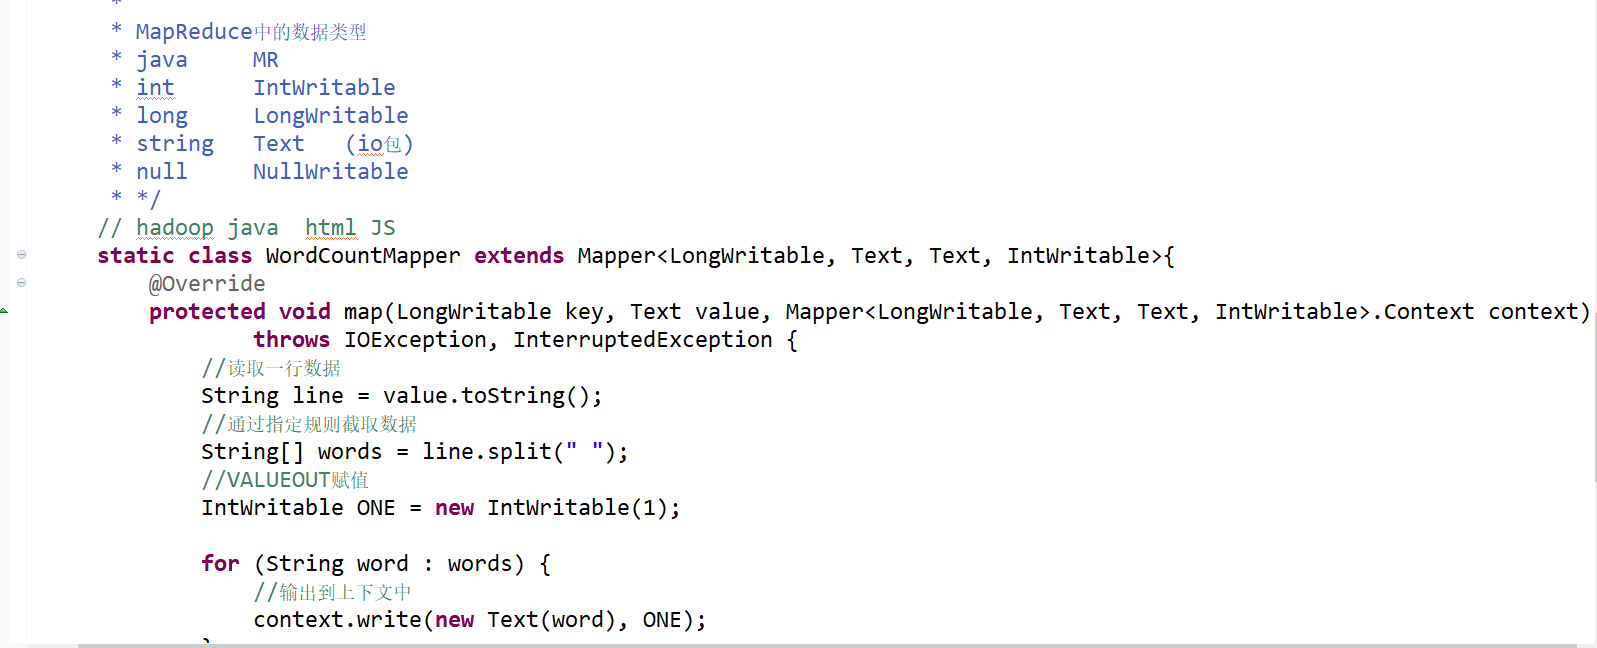 *
* MapReduce中的数据类型
* java     MR
* int      IntWritable
* long     LongWritable
* string   Text   (io包)
* null     NullWritable
* */
// hadoop java  html JS
static class WordCountMapper extends Mapper<LongWritable, Text, Text, IntWritable>{
@Override
protected void map(LongWritable key, Text value, Mapper<LongWritable, Text, Text, IntWritable>.Context context)
throws IOException, InterruptedException {
//读取一行数据
String line = value.toString();
//通过指定规则截取数据
String[] words = line.split(" ");
//VALUEOUT赋值
IntWritable ONE = new IntWritable(1);
for (String word : words) {
//输出到上下文中
context.write(new Text(word), ONE);
}